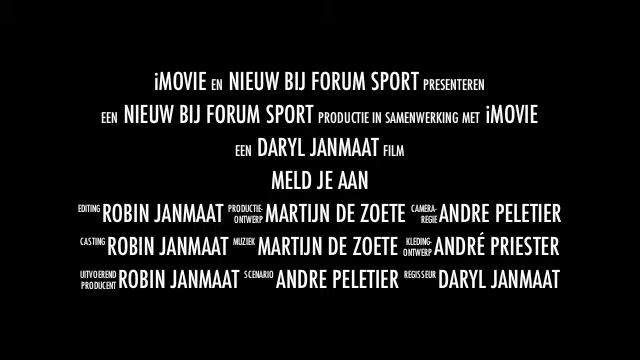 iMOVIE EN NIEUW BIJ FORUM SPORT PRESENTEREN
EEN NIEUW BIJ FORUM SPORT PRODUCTIE IN SAMENWERKING MET iMOVIE
EEN DARYL JANMAAT FILM
MELD JE AAN
EDITING ROBIN JANMAAT PRODUCTIE-ONTWERP MARTIJN DE ZOETE CAMERA-REGIE ANDRE PELETIER
CASTING ROBIN JANMAAT MUZIEK MARTIJN DE ZOETE KLEDING-ONTWERP ANDRÉ PRIESTER
UITVOEREND PRODUCENT ROBIN JANMAAT SCENARIO ANDRE PELETIER REGISSEUR DARYL JANMAAT